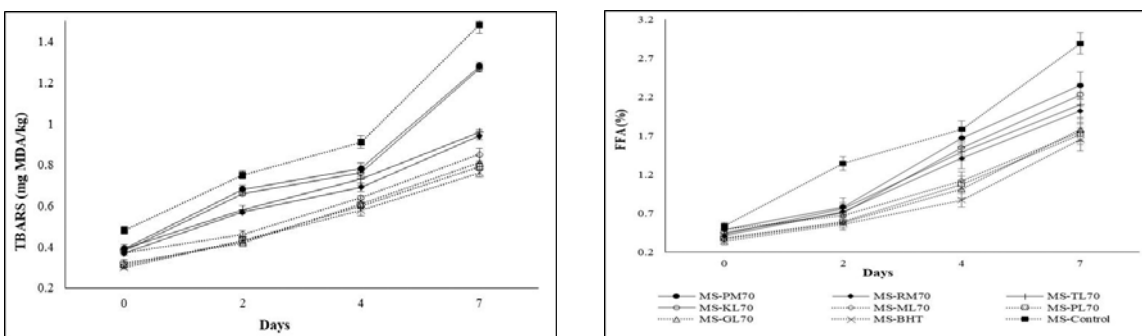 TBARS (mg MDA/kg)
1.6
1.4
1.2
1
0.8
0.6
0.4
0.2
0
2
4
7
Days
FFA(%)
3.2
2.7
2.2
1.7
1.2
0.7
0.2
0
2
4
7
Days
MS-PM70
MS-RM70
MS-TL70
MS-KL70
MS-ML70
MS-PL70
MS-GL70
MS-BHT
MS-Control